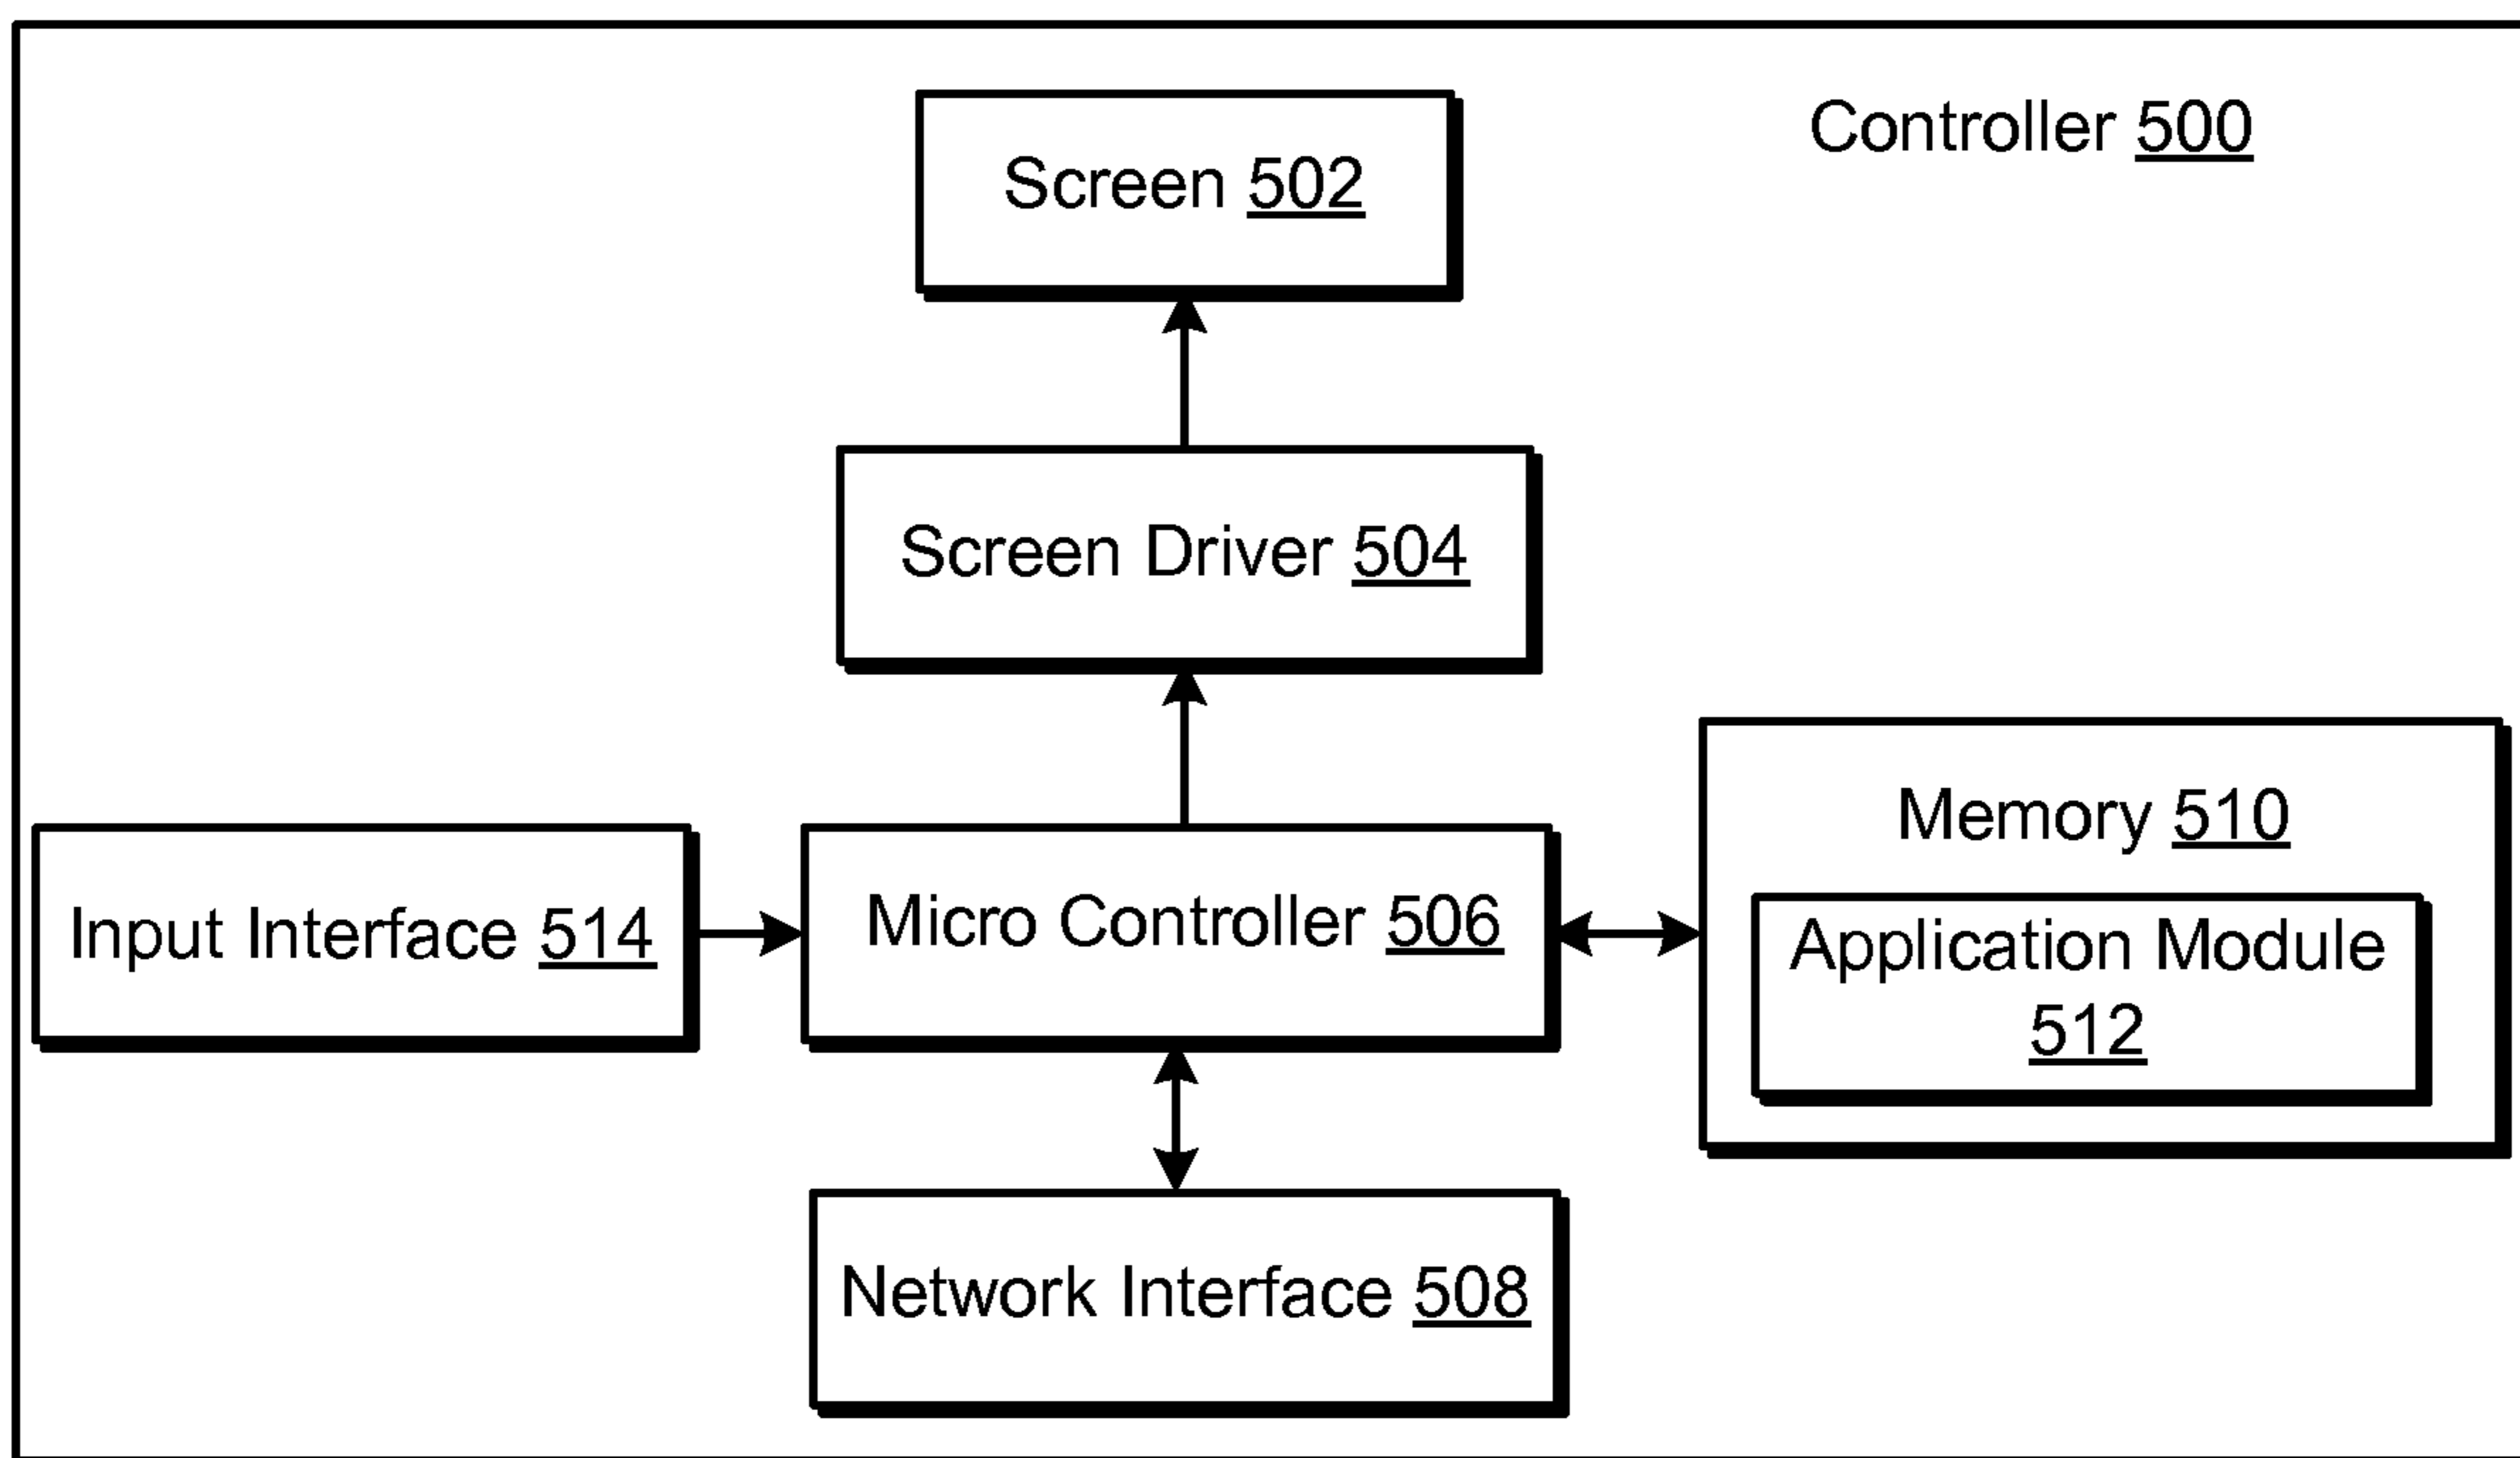 Controller 500
Screen 502
Screen Driver 504
Input Interface 514
Micro Controller 506
Memory 510
Application Module
512
Network Interface 508